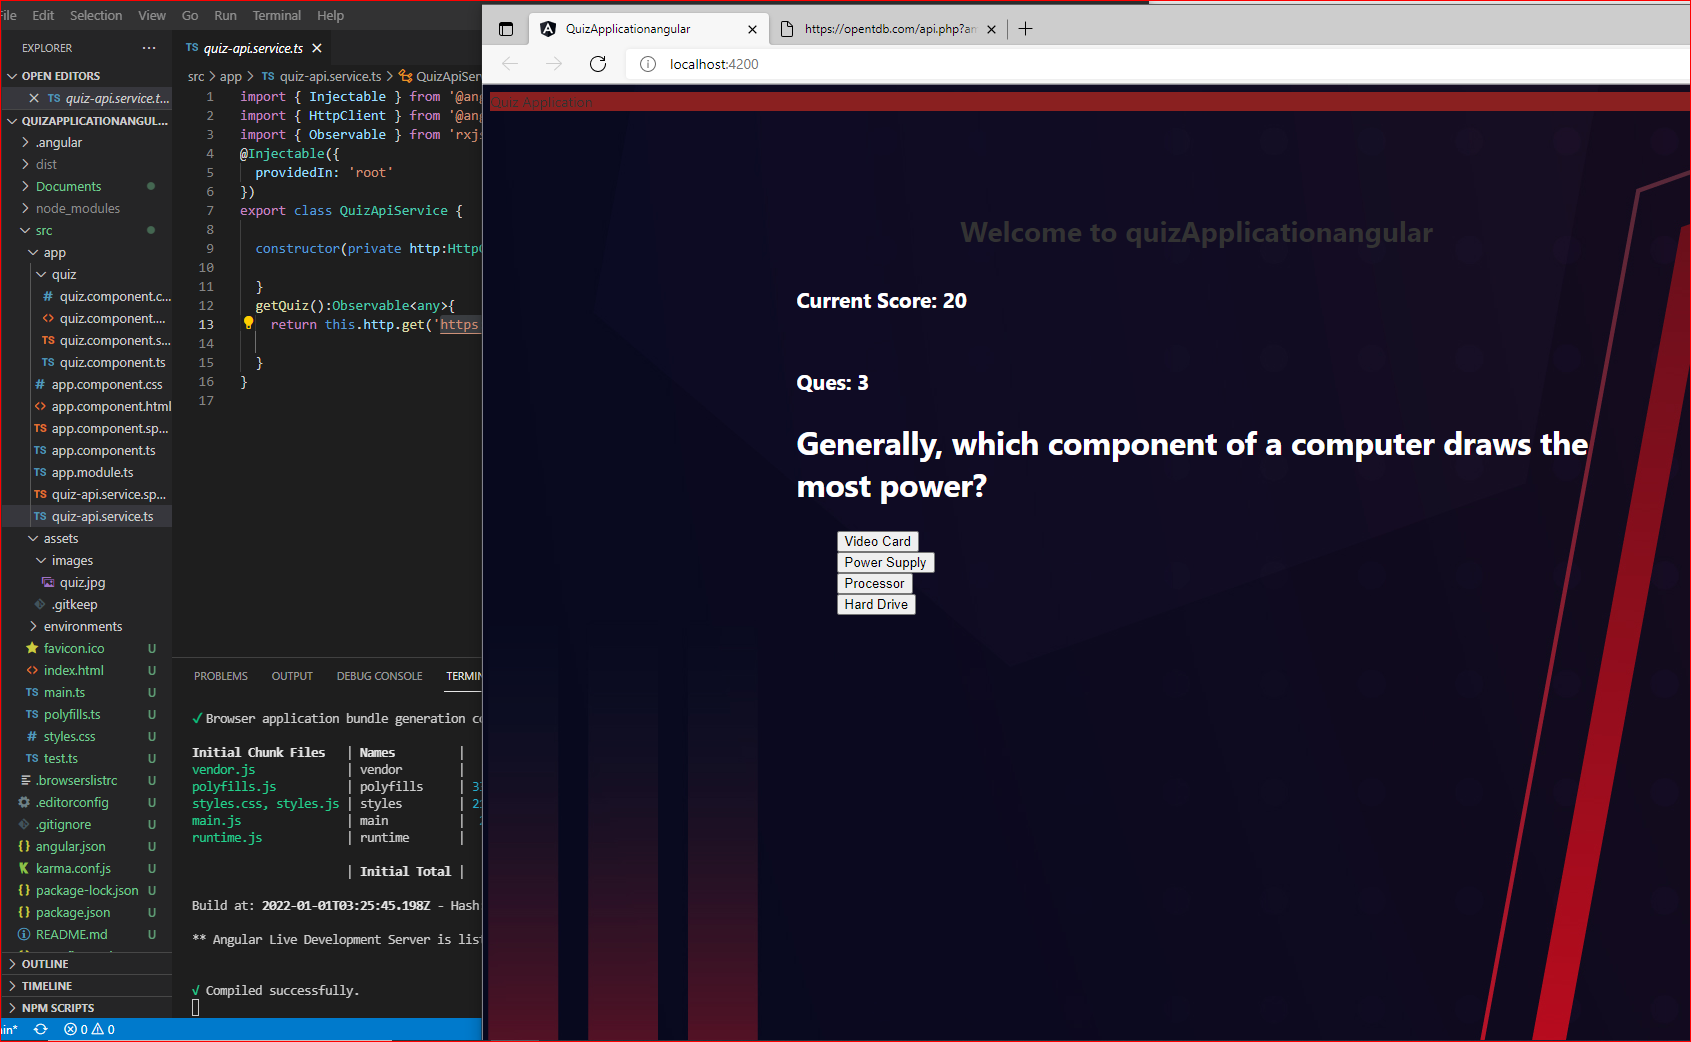 File Edit Selection View Go Run Terminal Help
EXPLORER ···
OPEN EDITORS
TS quiz-api.service.t...
QUIZAPPLICATIONANGUL...
.angular
dist
Documents
node_modules
src
app
quiz
# quiz.component.c...
<> quiz.component....
TS quiz.component.s...
TS quiz.component.ts
# app.component.css
<> app.component.html
TS app.component.sp...
TS app.component.ts
TS app.module.ts
TS quiz-api.service.sp...
TS quiz-api.service.ts
assets
images
quiz.jpg
.gitkeep
environments
favicon.ico U
<> index.html U
TS main.ts U
TS polyfills.ts U
# styles.css U
TS test.ts U
.browserslistrc U
.editorconfig U
.gitignore U
{} angular.json U
K karma.conf.js U
{} package-lock.json U
{} package.json U
README.md U
OUTLINE
TIMELINE
NPM SCRIPTS
in* 0 0
TS quiz-api.service.ts
src > app > TS quiz-api.service.ts > QuizApiSer
1 import { Injectable } from '@ang
2 import { HttpClient } from '@ang
3 import { Observable } from 'rxjs
4 @Injectable({
5 providedIn: 'root'
6 })
7 export class QuizApiService {
8
9 constructor(private http:HttpC
10
11 }
12 getQuiz():Observable<any>{
13 return this.http.get('https
14
15 }
16 }
17
PROBLEMS OUTPUT DEBUG CONSOLE TERMIN
√ Browser application bundle generation co
Initial Chunk Files | Names |
vendor.js | vendor |
polyfills.js | polyfills | 3
styles.css, styles.js | styles | 2
main.js | main |
runtime.js | runtime |
| Initial Total |
Build at: 2022-01-01T03:25:45.198Z - Hash
** Angular Live Development Server is list
√ Compiled successfully.
QuizApplicationangular
https://opentdb.com/api.php?am
localhost:4200
Quiz Application
Welcome to quizApplicationangular
Current Score: 20
Ques: 3
Generally, which component of a computer draws the
most power?
Video Card
Power Supply
Processor
Hard Drive